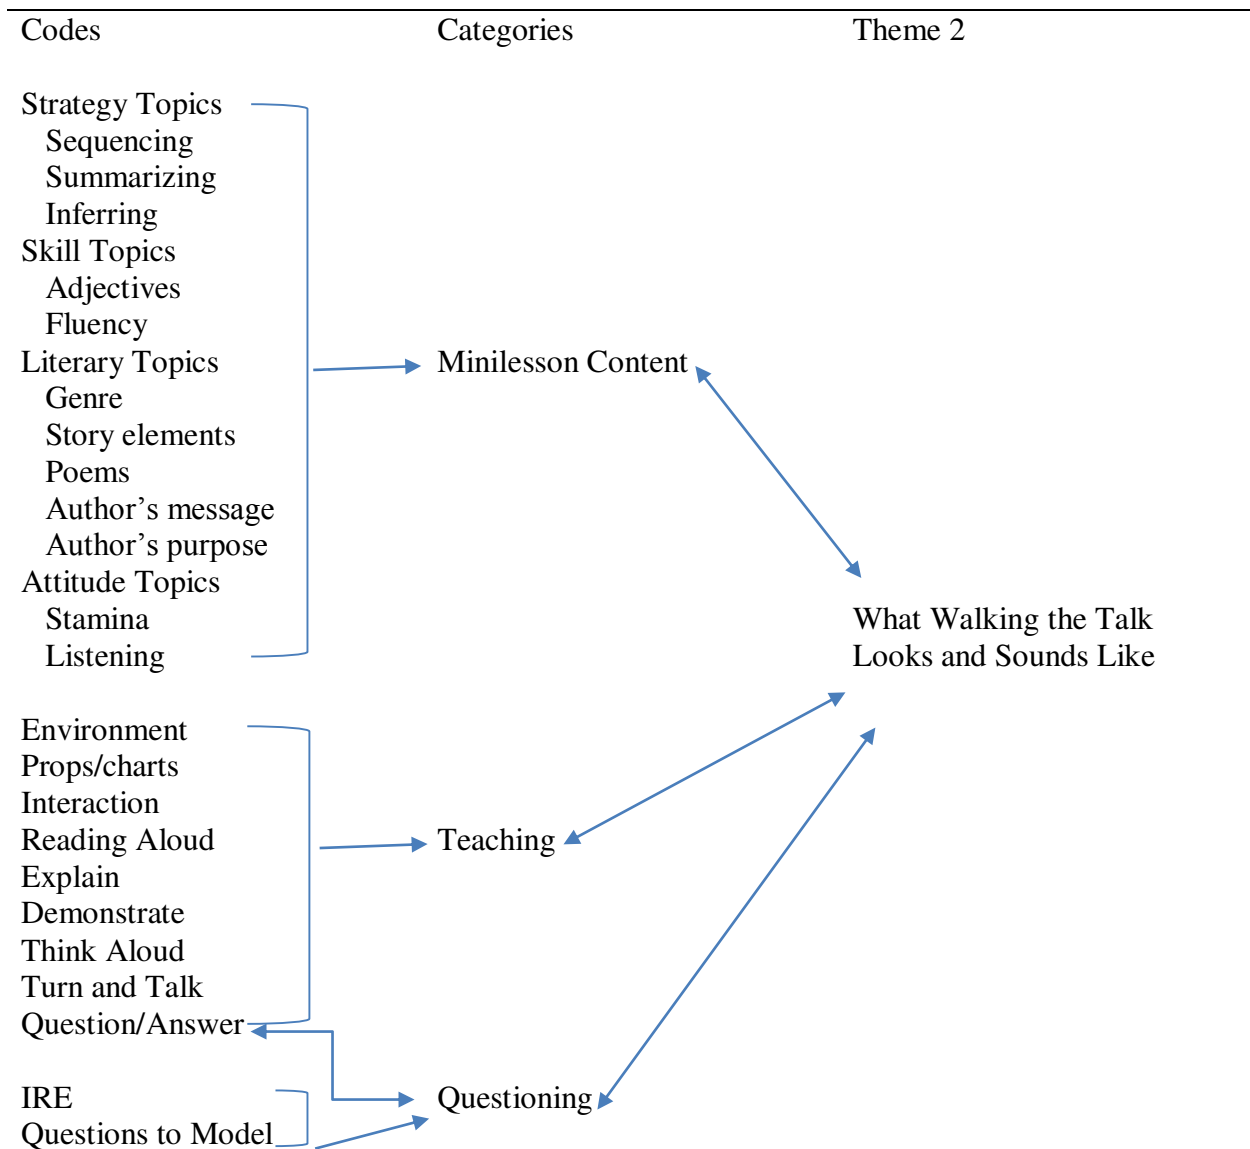 Codes Categories Theme 2
Strategy Topics
Sequencing
Summarizing
Inferring
Skill Topics
Adjectives
Fluency
Literary Topics Minilesson Content
Genre
Story elements
Poems
Author’s message
Author’s purpose
Attitude Topics
Stamina What Walking the Talk
Listening Looks and Sounds Like
Environment
Props/charts
Interaction
Reading Aloud Teaching
Explain
Demonstrate
Think Aloud
Turn and Talk
Question/Answer
IRE Questioning
Questions to Model